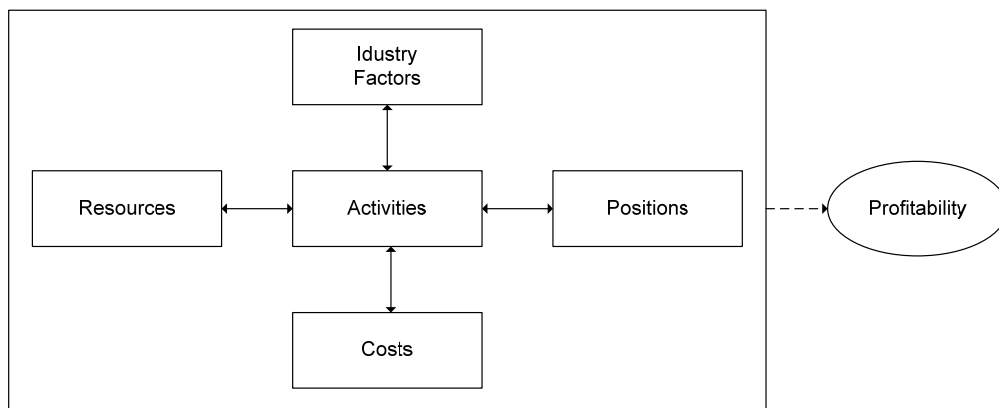 Idustry
Factors
Resources
Activities
Positions
Profitability
Costs